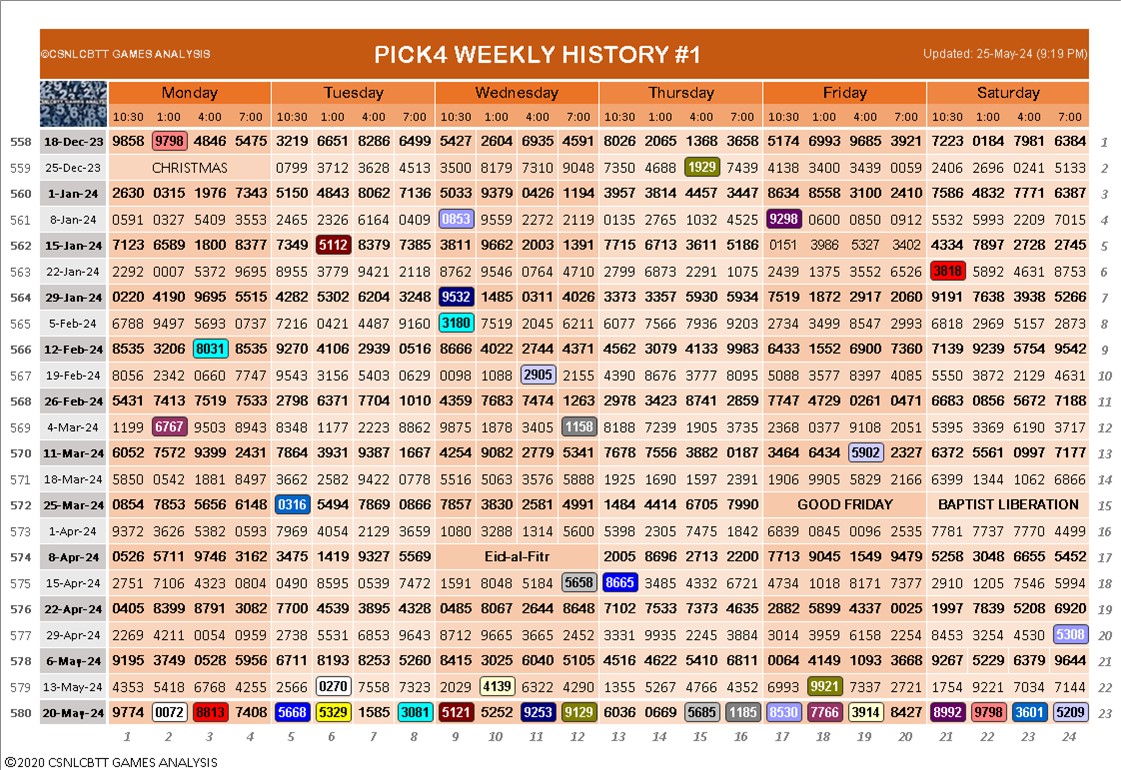 ©CSNLCBTT GAMES ANALYSIS PICK4 WEEKLY HISTORY #1 Updated: 25-May-24 (9:19 PM)
Monday Tuesday Wednesday Thursday Friday Saturday
10:30 1:00 4:00 7:00 10:30 1:00 4:00 7:00 10:30 1:00 4:00 7:00 10:30 1:00 4:00 7:00 10:30 1:00 4:00 7:00 10:30 1:00 4:00 7:00
558 18-Dec-23 9858 9798 4846 5475 3219 6651 8286 6499 5427 2604 6935 4591 8026 2065 1368 3658 5174 6993 9685 3921 7223 0184 7981 6384 1
559 25-Dec-23 CHRISTMAS 0799 3712 3628 4513 3500 8179 7310 9048 7350 4688 1929 7439 4138 3400 3439 0059 2406 2696 0241 5133 2
560 1-Jan-24 2630 0315 1976 7343 5150 4843 8062 7136 5033 9379 0426 1194 3957 3814 4457 3447 8634 8558 3100 2410 7586 4832 7771 6387 3
561 8-Jan-24 0591 0327 5409 3553 2465 2326 6164 0409 0853 9559 2272 2119 0135 2765 1032 4525 9298 0600 0850 0912 5532 5993 2209 7015 4
562 15-Jan-24 7123 6589 1800 8377 7349 5112 8379 7385 3811 9662 2003 1391 7715 6713 3611 5186 0151 3986 5327 3402 4334 7897 2728 2745 5
563 22-Jan-24 2292 0007 5372 9695 8955 3779 9421 2118 8762 9546 0764 4710 2799 6873 2291 1075 2439 1375 3552 6526 3818 5892 4631 8753 6
564 29-Jan-24 0220 4190 9695 5515 4282 5302 6204 3248 9532 1485 0311 4026 3373 3357 5930 5934 7519 1872 2917 2060 9191 7638 3938 5266 7
565 5-Feb-24 6788 9497 5693 0737 7216 0421 4487 9160 3180 7519 2045 6211 6077 7566 7936 9203 2734 3499 8547 2993 6818 2969 5157 2873 8
566 12-Feb-24 8535 3206 8031 8535 9270 4106 2939 0516 8666 4022 2744 4371 4562 3079 4133 9983 6433 1552 6900 7360 7139 9239 5754 9542 9
567 19-Feb-24 8056 2342 0660 7747 9543 3156 5403 0629 0098 1088 2905 2155 4390 8676 3777 8095 5088 3577 8397 4085 5550 3872 2129 4631 10
568 26-Feb-24 5431 7413 7519 7533 2798 6371 7704 1010 4359 7683 7474 1263 2978 3423 8741 2859 7747 4729 0261 0471 6683 0856 5672 7188 11
569 4-Mar-24 1199 6767 9503 8943 8348 1177 2223 8862 9875 1878 3405 1158 8188 7239 1905 3735 2368 0377 9108 2051 5395 3369 6190 3717 12
570 11-Mar-24 6052 7572 9399 2431 7864 3931 9387 1667 4254 9082 2779 5341 7678 7556 3882 0187 3464 6434 5902 2327 6372 5561 0997 7177 13
571 18-Mar-24 5850 0542 1881 8497 3662 2582 9422 0778 5516 5063 3576 5888 1925 1690 1597 2391 1906 9905 5829 2166 6399 1344 1062 6866 14
572 25-Mar-24 0854 7853 5656 6148 0316 5494 7869 0866 7857 3830 2581 4991 1484 4414 6705 7990 GOOD FRIDAY BAPTIST LIBERATION 15
573 1-Apr-24 9372 3626 5382 0593 7969 4054 2129 3659 1080 3288 1314 5600 5398 2305 7475 1842 6839 0845 0096 2535 7781 7737 7770 4499 16
574 8-Apr-24 0526 5711 9746 3162 3475 1419 9327 5569 Eid-al-Fitr 2005 8696 2713 2200 7713 9045 1549 9479 5258 3048 6655 5452 17
575 15-Apr-24 2751 7106 4323 0804 0490 8595 0539 7472 1591 8048 5184 5658 8665 3485 4332 6721 4734 1018 8171 7377 2910 1205 7546 5994 18
576 22-Apr-24 0405 8399 8791 3082 7700 4539 3895 4328 0485 8067 2644 8648 7102 7533 7373 4635 2882 5899 4337 0025 1997 7839 5208 6920 19
577 29-Apr-24 2269 4211 0054 0959 2738 5531 6853 9643 8712 9665 3665 2452 3331 9935 2245 3884 3014 3959 6158 2254 8453 3254 4530 5308 20
578 6-May-24 9195 3749 0528 5956 6711 8193 8253 5260 8415 3025 6040 5105 4516 4622 5410 6811 0064 4149 1093 3668 9267 5229 6379 9644 21
579 13-May-24 4353 5418 6768 4255 2566 0270 7558 7323 2029 4139 6322 4290 1355 5267 4766 4352 6993 9921 7337 2721 1754 9221 7034 7144 22
580 20-May-24 9774 0072 8813 7408 5668 5329 1585 3081 5121 5252 9253 9129 6036 0669 5685 1185 8530 7766 3914 8427 8992 9798 3601 5209 23
1 2 3 4 5 6 7 8 9 10 11 12 13 14 15 16 17 18 19 20 21 22 23 24
©2020 CSNLCBTT GAMES ANALYSIS